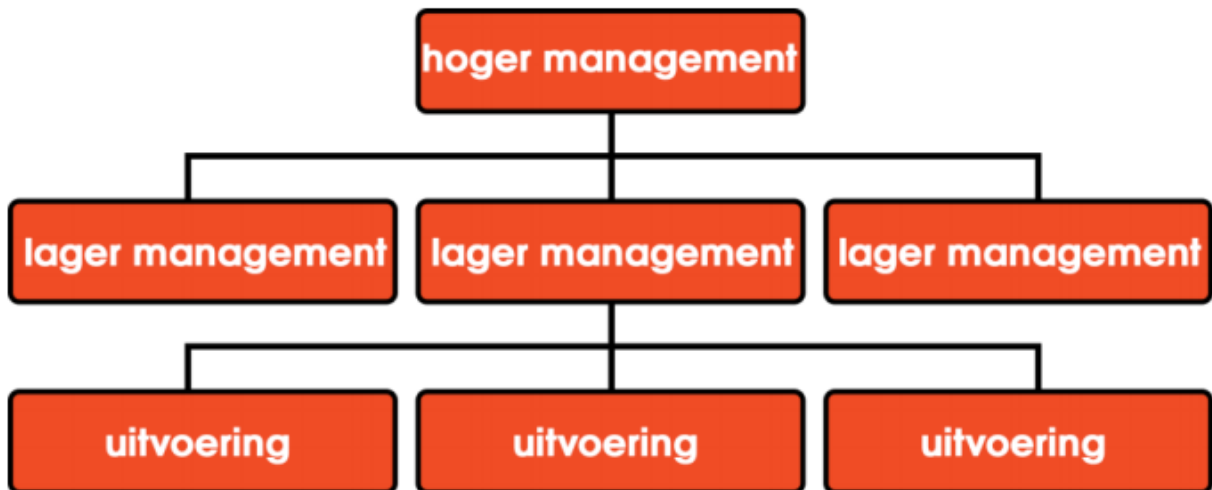 hoger management
lager management
lager management
lager management
uitvoering
uitvoering
uitvoering